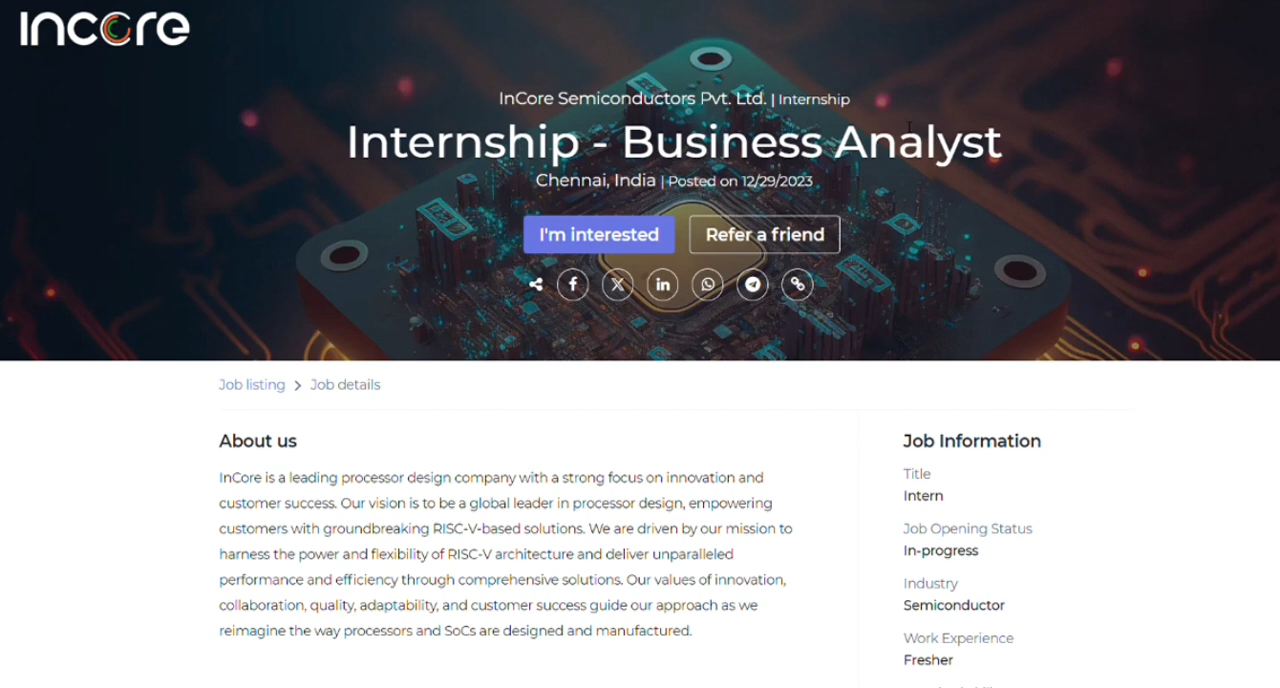 InCore
InCore Semiconductors Pvt. Ltd. | Internship
Internship - Business Analyst
Chennai, India | Posted on 12/29/2023
I'm interested
Refer a friend
Job listing > Job details
About us
InCore is a leading processor design company with a strong focus on innovation and
customer success. Our vision is to be a global leader in processor design, empowering
customers with groundbreaking RISC-V-based solutions. We are driven by our mission to
harness the power and flexibility of RISC-V architecture and deliver unparalleled
performance and efficiency through comprehensive solutions. Our values of innovation,
collaboration, quality, adaptability, and customer success guide our approach as we
reimagine the way processors and SoCs are designed and manufactured.
Job Information
Title
Intern
Job Opening Status
In-progress
Industry
Semiconductor
Work Experience
Fresher